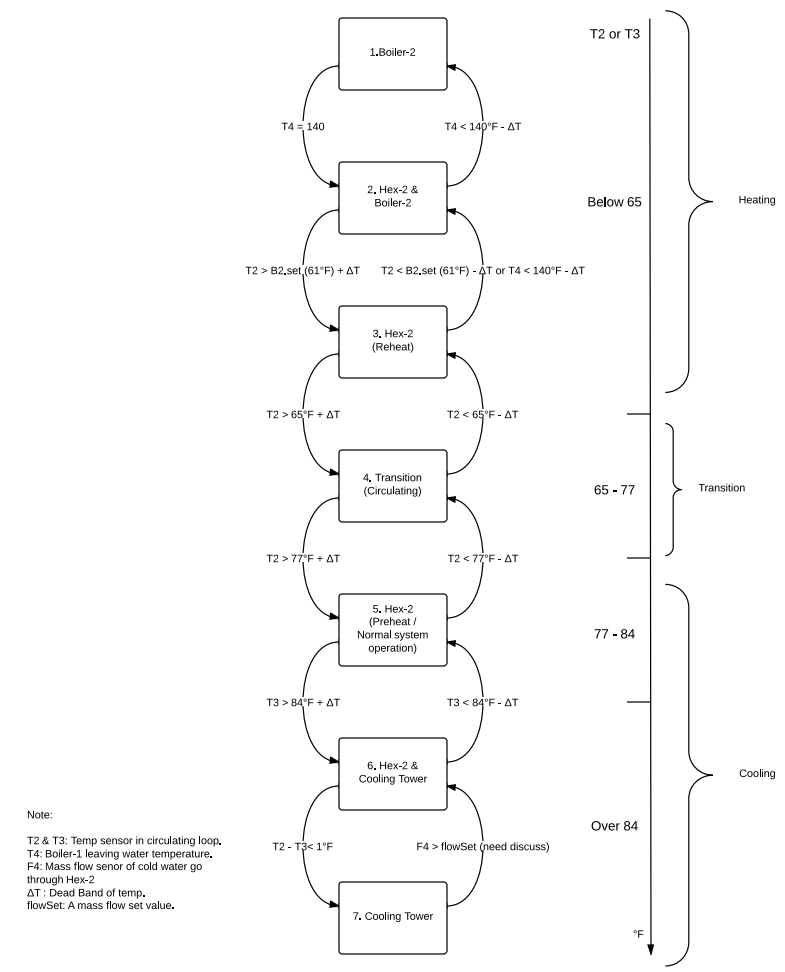 T2 or T3
1.Boiler-2
T4 = 140
T4 < 140°F - ΔT
2. Hex-2 &
Boiler-2
Below 65
Heating
T2 > B2.set (61°F) + ΔT
T2 < B2.set (61°F) - ΔT or T4 < 140°F - ΔT
3. Hex-2
(Reheat)
T2 > 65°F + ΔT
T2 < 65°F - ΔT
4. Transition
(Circulating)
65 - 77
Transition
T2 > 77°F + ΔT
T2 < 77°F - ΔT
5. Hex-2
(Preheat /
Normal system
operation)
77 - 84
T3 > 84°F + ΔT
T3 < 84°F - ΔT
6. Hex-2 &
Cooling Tower
Cooling
Over 84
T2 - T3< 1°F
F4 > flowSet (need discuss)
7. Cooling Tower
°F
Note:
T2 & T3: Temp sensor in circulating loop.
T4: Boiler-1 leaving water temperature.
F4: Mass flow senor of cold water go
through Hex-2
ΔT : Dead Band of temp.
flowSet: A mass flow set value.